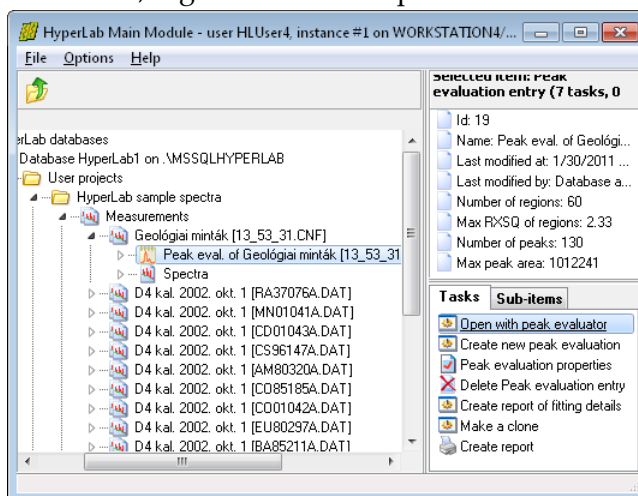 HyperLab Main Module - user HLUser4, instance #1 on WORKSTATION4/...
File Options Help
erLab databases
Database HyperLab1 on .\MSSQLHYPERLAB
User projects
HyperLab sample spectra
Measurements
Geológiai minták [13_53_31.CNF]
Peak eval. of Geológiai minták [13_53_31
Spectra
D4 kal. 2002. okt. 1 [RA37076A.DAT]
D4 kal. 2002. okt. 1 [MN01041A.DAT]
D4 kal. 2002. okt. 1 [CD01043A.DAT]
D4 kal. 2002. okt. 1 [CS96147A.DAT]
D4 kal. 2002. okt. 1 [AM80320A.DAT]
D4 kal. 2002. okt. 1 [CO85185A.DAT]
D4 kal. 2002. okt. 1 [CO01042A.DAT]
D4 kal. 2002. okt. 1 [EU80297A.DAT]
D4 kal. 2002. okt. 1 [BA85211A.DAT]
Selected item: Peak
evaluation entry (7 tasks, 0
Id: 19
Name: Peak eval. of Geológi...
Last modified at: 1/30/2011 ...
Last modified by: Database a...
Number of regions: 60
Max RXSQ of regions: 2.33
Number of peaks: 130
Max peak area: 1012241
Tasks Sub-items
Open with peak evaluator
Create new peak evaluation
Peak evaluation properties
Delete Peak evaluation entry
Create report of fitting details
Make a clone
Create report